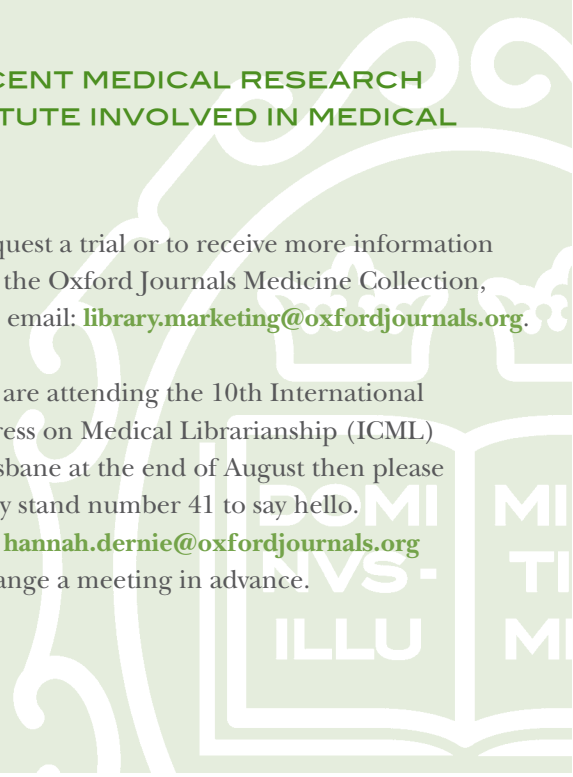 CENT MEDICAL RESEARCH
TUTE INVOLVED IN MEDICAL
quest a trial or to receive more information
the Oxford Journals Medicine Collection,
email: library.marketing@oxfordjournals.org.
are attending the 10th International
ress on Medical Librarianship (ICML)
sbane at the end of August then please
y stand number 41 to say hello.
hannah.dernie@oxfordjournals.org
ange a meeting in advance.
DOMI
NVS -
ILLU
MI
TI
ME